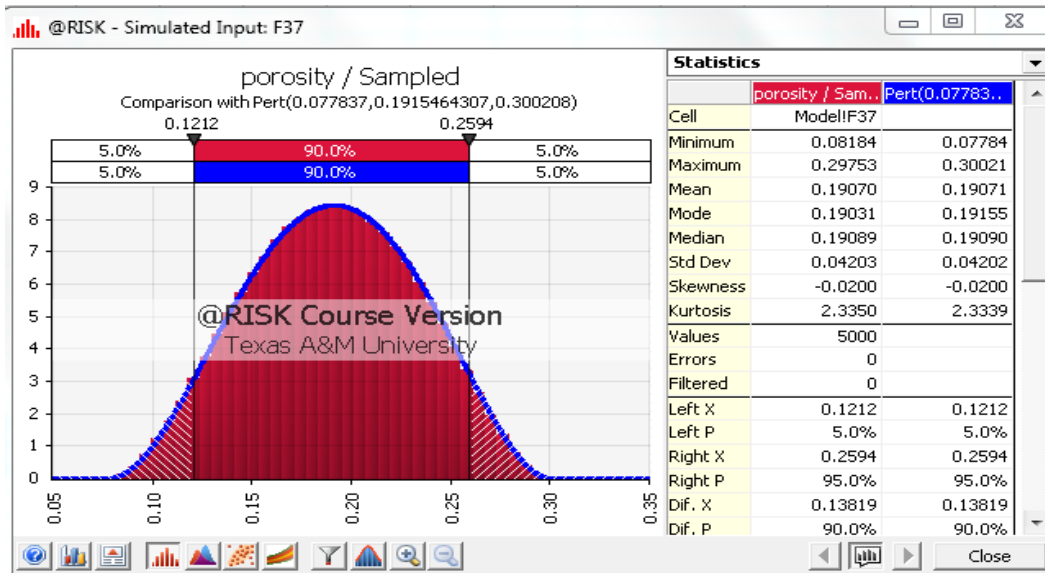 @RISK - Simulated Input: F37
porosity / Sampled
Comparison with Pert(0.077837,0.1915464307,0.300208)
0.1212 0.2594
5.0% 90.0% 5.0%
5.0% 90.0% 5.0%
9
8
7
6
5
4
3
2
1
0
0.05 0.10 0.15 0.20 0.25 0.30 0.35
@RISK Course Version
Texas A&M University
Statistics
porosity / Sam.. Pert(0.07783..
Cell Model!F37
Minimum 0.08184 0.07784
Maximum 0.29753 0.30021
Mean 0.19070 0.19071
Mode 0.19031 0.19155
Median 0.19089 0.19090
Std Dev 0.04203 0.04202
Skewness -0.0200 -0.0200
Kurtosis 2.3350 2.3339
Values 5000
Errors 0
Filtered 0
Left X 0.1212 0.1212
Left P 5.0% 5.0%
Right X 0.2594 0.2594
Right P 95.0% 95.0%
Dif. X 0.13819 0.13819
Dif. P 90.0% 90.0%
Close